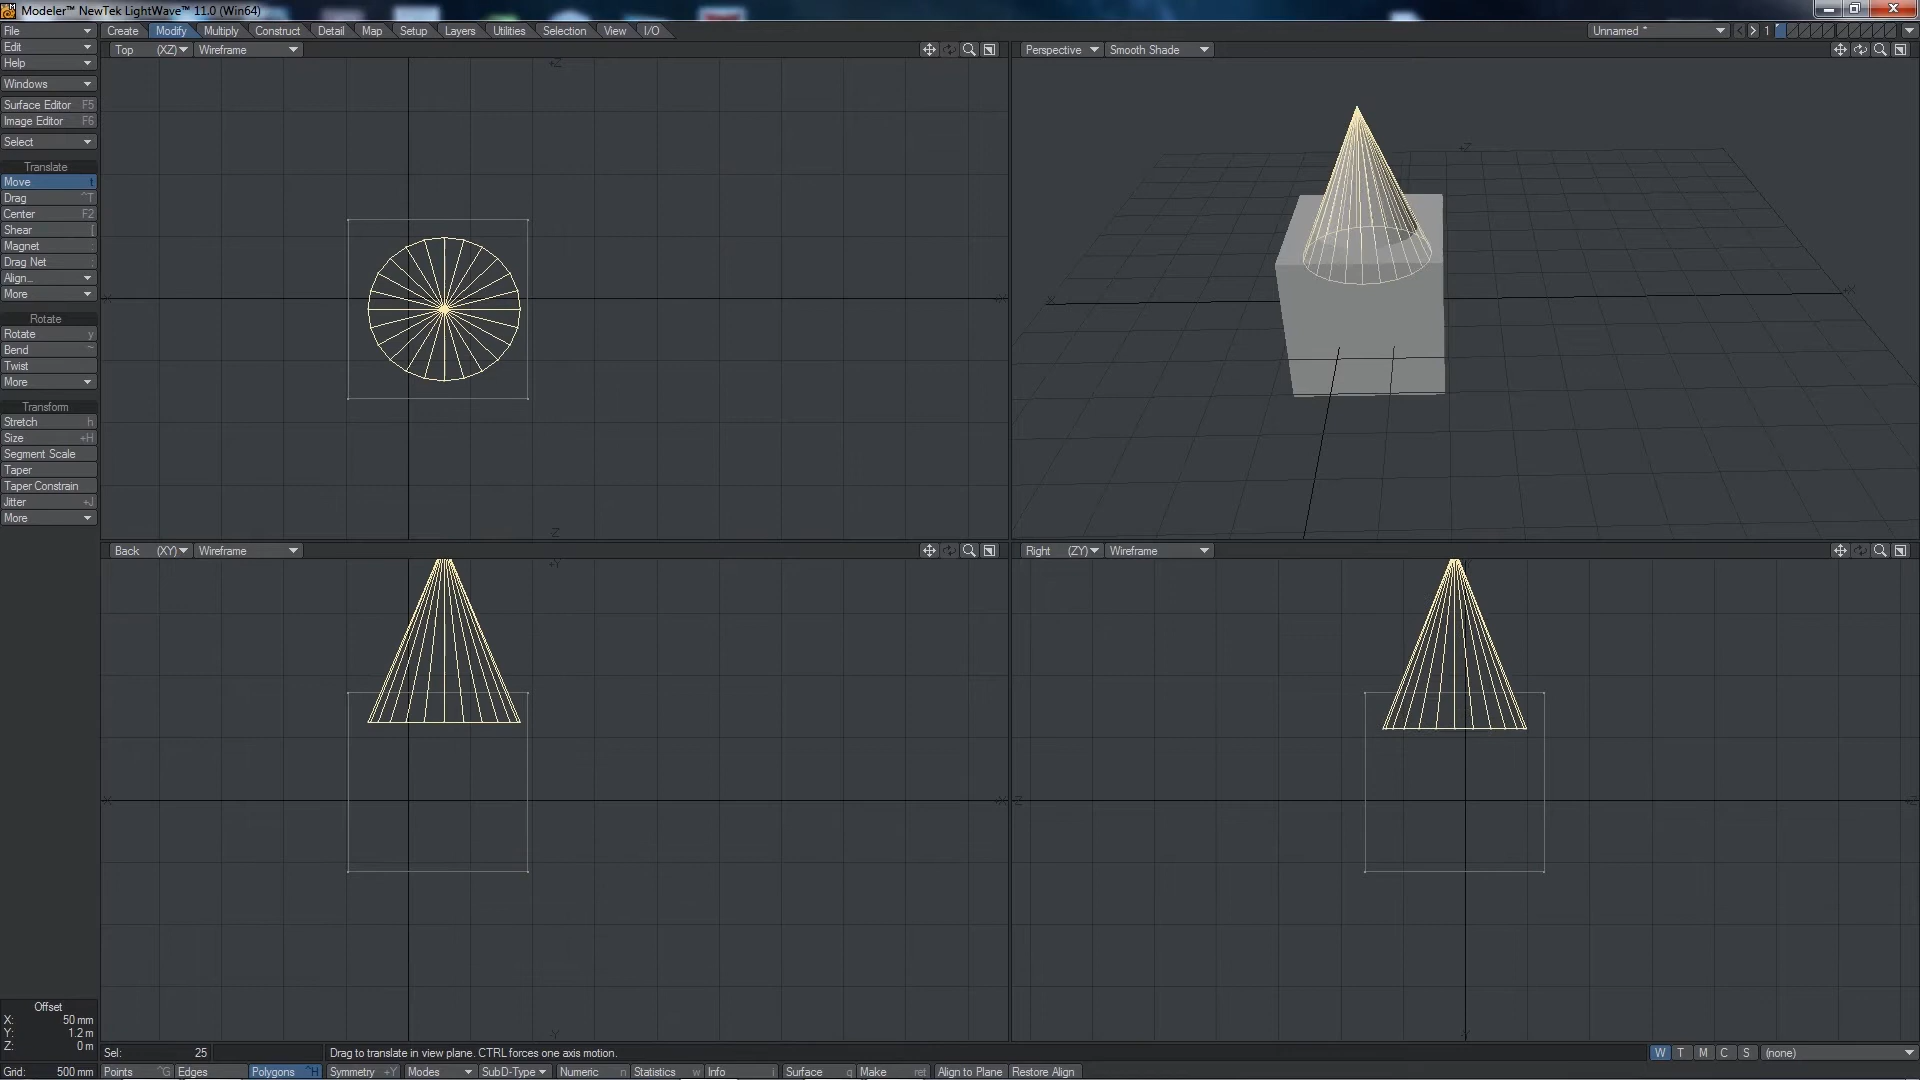 Modeler™ NewTek LightWave™ 11.0 (Win64)
File Create Modify Multiply Construct Detail Map Setup Layers Utilities Selection View I/O Unnamed * < > 1
Edit
Help
Windows
Surface Editor F5
Image Editor F6
Select
Translate
Move t
Drag ^T
Center F2
Shear [
Magnet :
Drag Net ;
Align...
More
Rotate
Rotate y
Bend ~
Twist
More
Transform
Stretch h
Size +H
Segment Scale
Taper
Taper Constrain
Jitter +J
More
Top (XZ) Wireframe
Perspective Smooth Shade
Back (XY) Wireframe
Right (ZY) Wireframe
Offset
X: 50 mm
Y: 1.2 m
Z: 0 m
Sel: 25 Drag to translate in view plane. CTRL forces one axis motion. W T M C S (none)
Grid: 500 mm Points ^G Edges Polygons ^H Symmetry +Y Modes SubD-Type Numeric n Statistics w Info i Surface q Make ret Align to Plane Restore Align